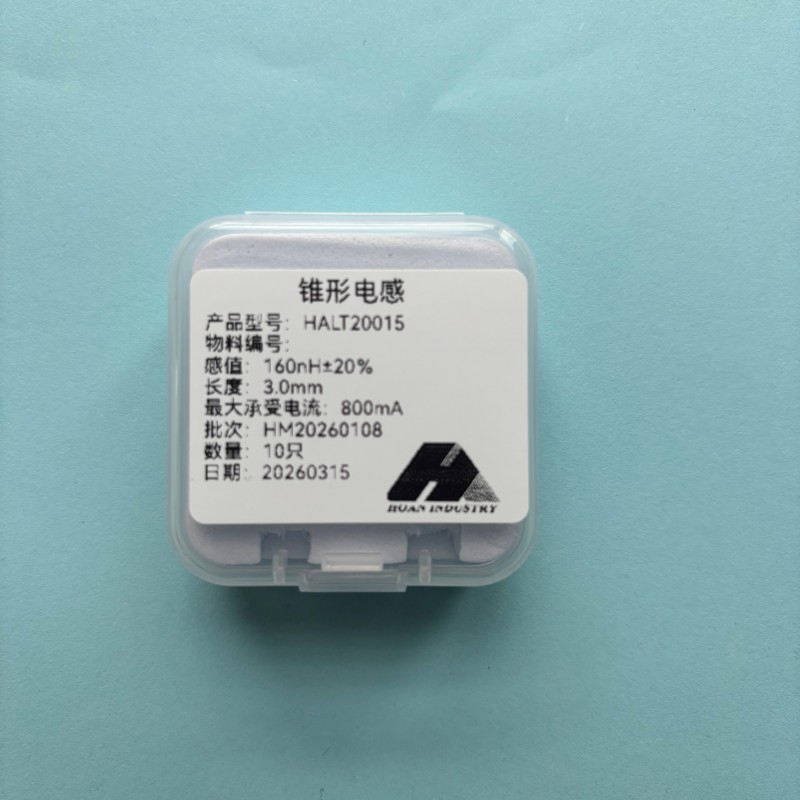 锥形电感
产品型号：HALT20015
物料编号：
感值：160nH±20%
长度：3.0mm
最大承受电流：800mA
批次：HM20260108
数量：10只
日期：20260315
HUAN INDUSTRY